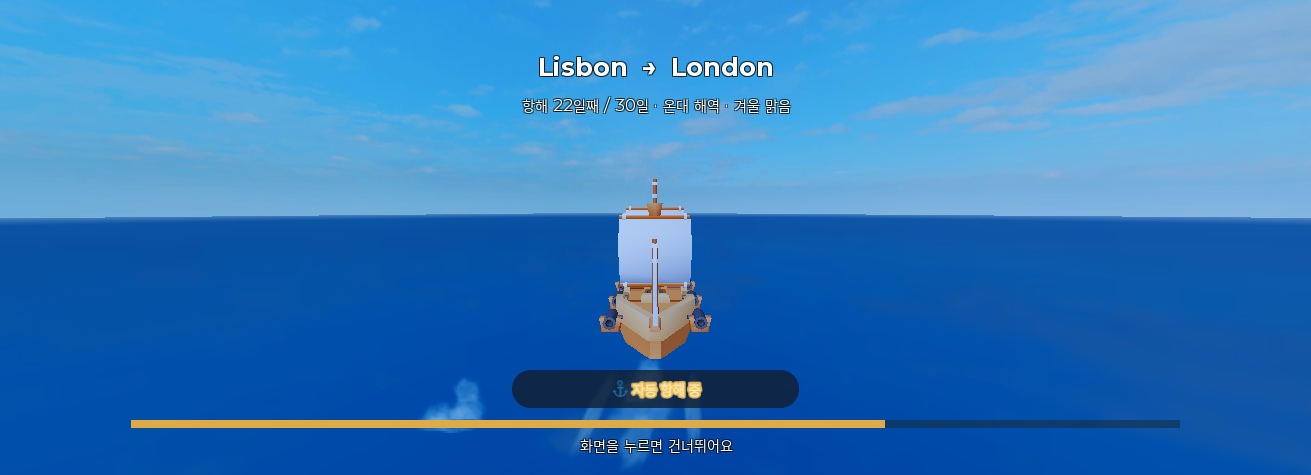 Lisbon → London
항해 22일째 / 30일 · 온대 해역 · 겨울 맑음
⚓ 자동 항해 중
화면을 누르면 건너뛰어요